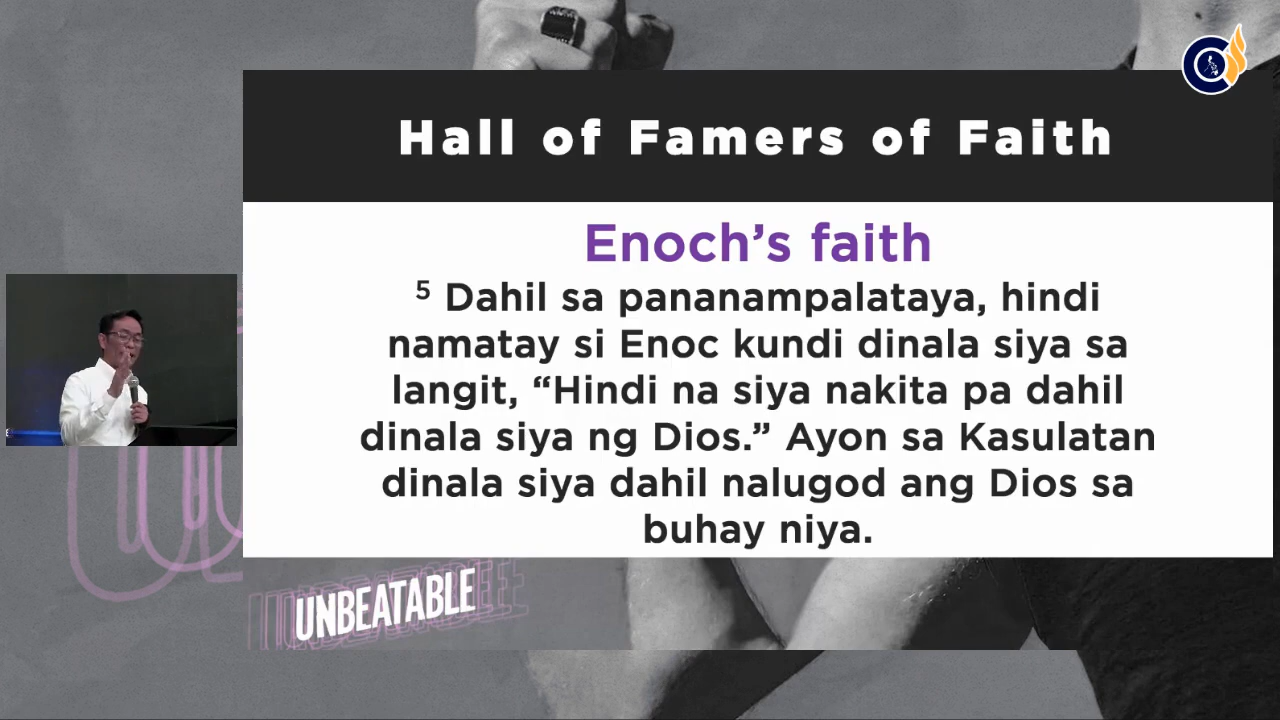 Hall of Famers of Faith
Enoch’s faith
⁵ Dahil sa pananampalataya, hindi
namatay si Enoc kundi dinala siya sa
langit, “Hindi na siya nakita pa dahil
dinala siya ng Dios.” Ayon sa Kasulatan
dinala siya dahil nalugod ang Dios sa
buhay niya.
UNBEATABLE